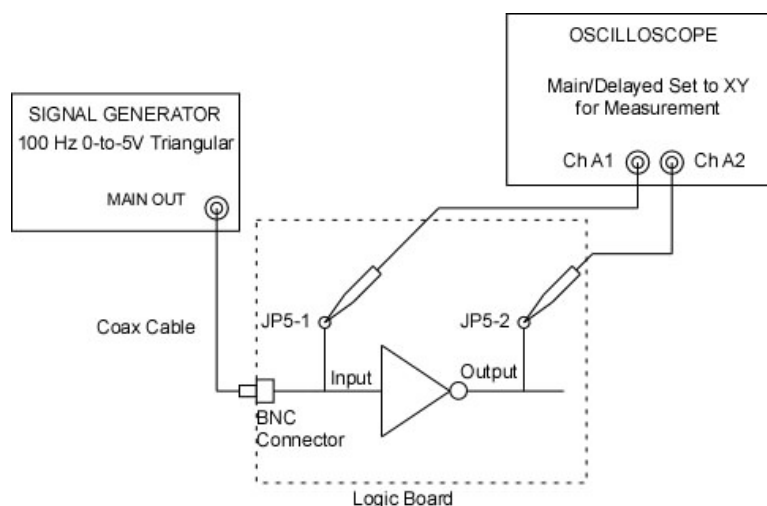 OSCILLOSCOPE
Main/Delayed Set to XY
for Measurement
Ch A1
Ch A2
SIGNAL GENERATOR
100 Hz 0-to-5V Triangular
MAIN OUT
JP5-1
JP5-2
Coax Cable
Input
Output
BNC
Connector
Logic Board